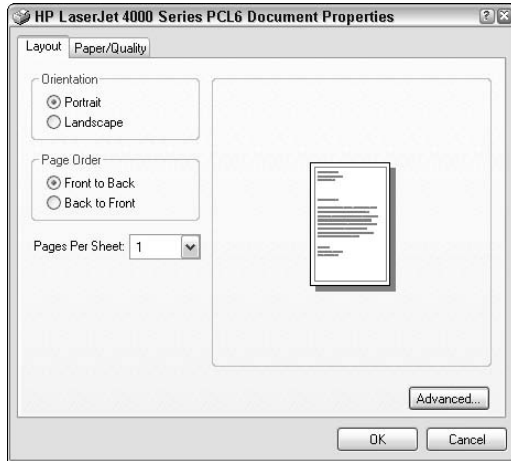 HP LaserJet 4000 Series PCL6 Document Properties
Layout Paper/Quality
Orientation
Portrait
Landscape
Page Order
Front to Back
Back to Front
Pages Per Sheet: 1
Advanced...
OK Cancel